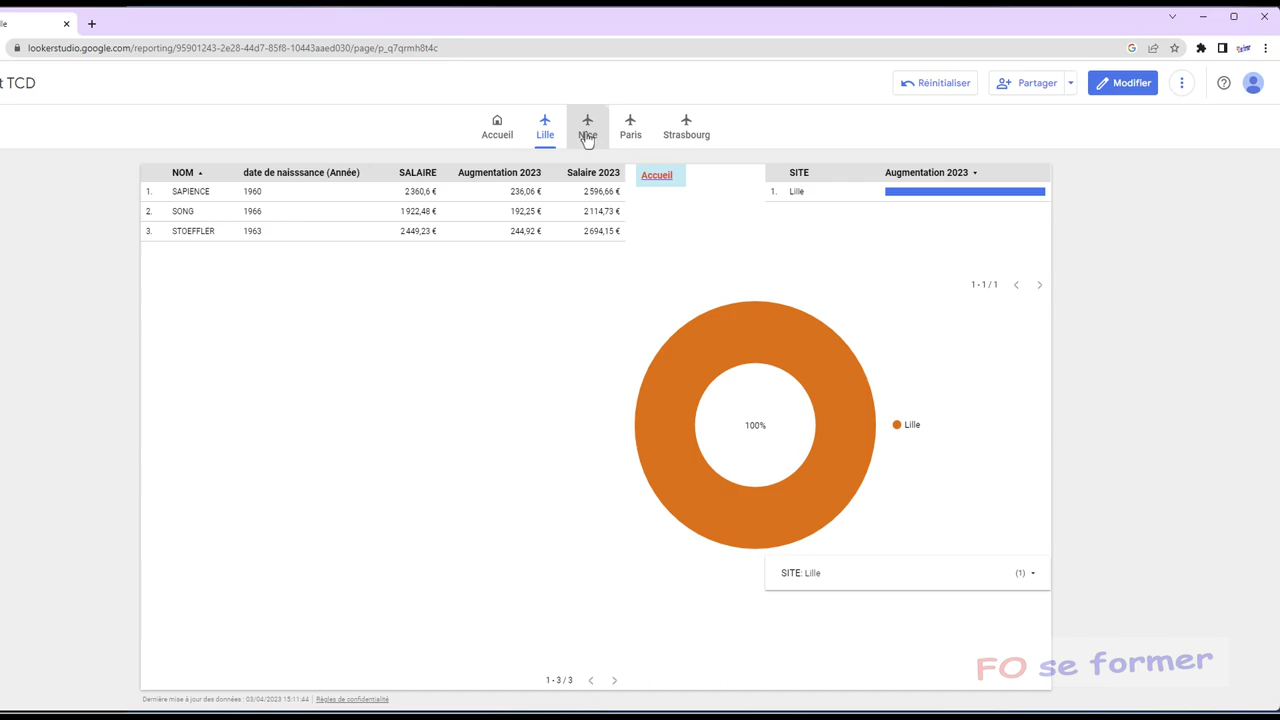 lle
lookerstudio.google.com/reporting/95901243-2e28-44d7-85f8-10443aaed030/page/p_q7qrmh8t4c
t TCD
Réinitialiser
Partager
Modifier
Accueil
Lille
Nice
Paris
Strasbourg
NOM
date de naisssance (Année)
SALAIRE
Augmentation 2023
Salaire 2023
1. SAPIENCE 1960 2 360,6 € 236,06 € 2 596,66 €
2. SONG 1966 1 922,48 € 192,25 € 2 114,73 €
3. STOEFFLER 1963 2 449,23 € 244,92 € 2 694,15 €
Accueil
SITE
Augmentation 2023
1. Lille
1 - 1 / 1
100%
Lille
SITE: Lille
(1)
1 - 3 / 3
FO se former
Dernière mise à jour des données : 03/04/2023 15:11:44
Règles de confidentialité